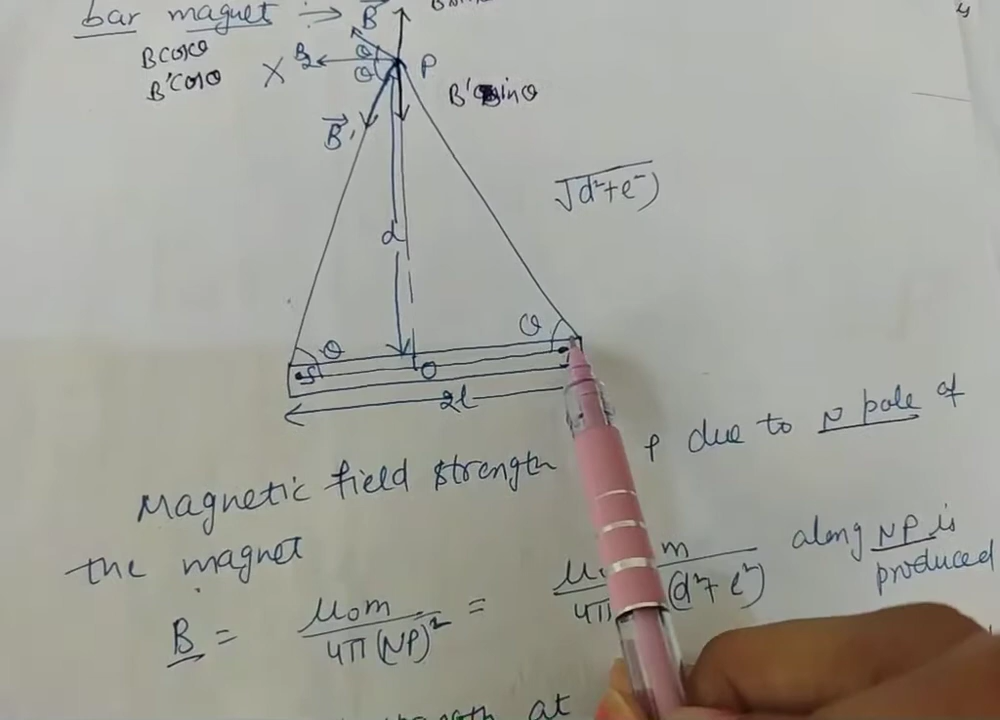 bar magnet :→ B
Bcosθ
B'cosθ
X B₂
θ
θ
P
B'sinθ
B'
√(d²+l²)
d
θ
θ
S
O
2l
Magnetic field strength
P due to N pole of
the magnet
along NP is
produced
B = μ₀m / 4π(NP)² = m / 4π (d²+l²)
at